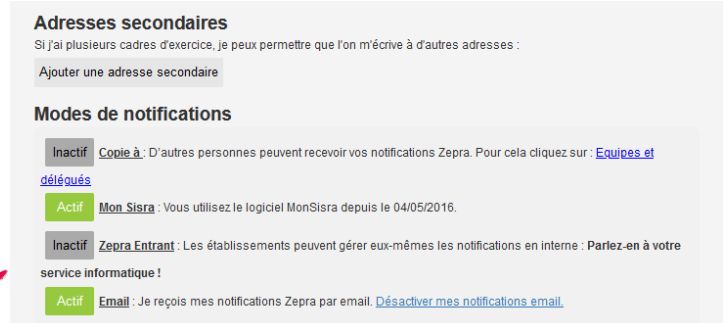 Adresses secondaires
Si j'ai plusieurs cadres d'exercice, je peux permettre que l'on m'écrive à d'autres adresses :
Ajouter une adresse secondaire
Modes de notifications
Inactif Copie à : D'autres personnes peuvent recevoir vos notifications Zepra. Pour cela cliquez sur : Equipes et
délégués
Actif Mon Sisra : Vous utilisez le logiciel MonSisra depuis le 04/05/2016.
Inactif Zepra Entrant : Les établissements peuvent gérer eux-mêmes les notifications en interne : Parlez-en à votre
service informatique !
Actif Email : Je reçois mes notifications Zepra par email. Désactiver mes notifications email.